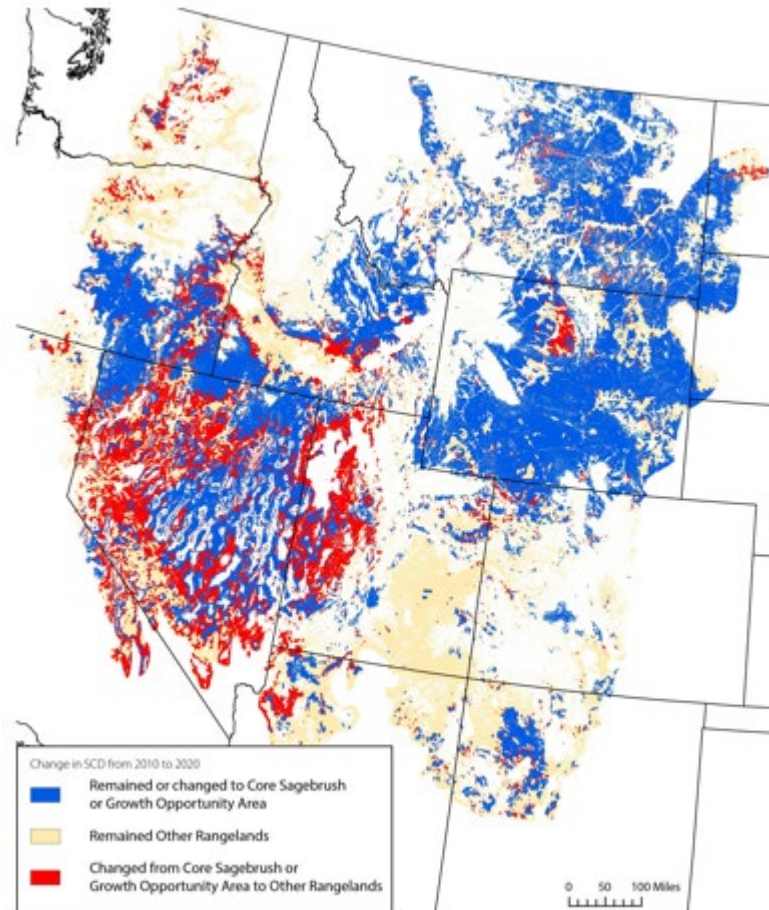 Change in SCD from 2010 to 2020
Remained or changed to Core Sagebrush
or Growth Opportunity Area
Remained Other Rangelands
Changed from Core Sagebrush or
Growth Opportunity Area to Other Rangelands
0 50 100 Miles